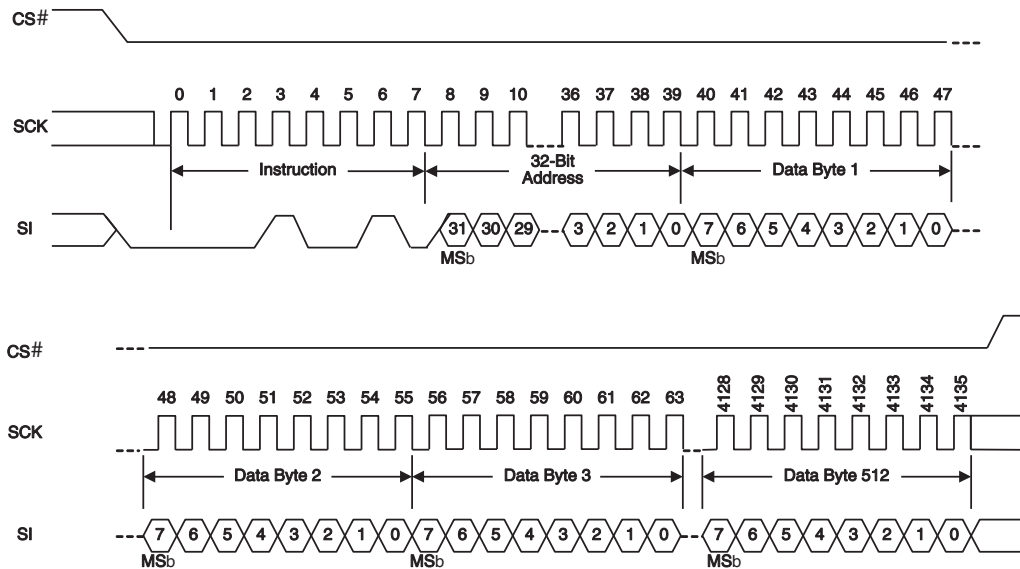 CS#
0 1 2 3 4 5 6 7 8 9 10 36 37 38 39 40 41 42 43 44 45 46 47
SCK
Instruction
32-Bit
Address
Data Byte 1
SI
31 30 29 3 2 1 0 7 6 5 4 3 2 1 0
MSb MSb
CS#
48 49 50 51 52 53 54 55 56 57 58 59 60 61 62 63 4128 4129 4130 4131 4132 4133 4134 4135
SCK
Data Byte 2 Data Byte 3 Data Byte 512
SI
7 6 5 4 3 2 1 0 7 6 5 4 3 2 1 0 7 6 5 4 3 2 1 0
MSb MSb MSb